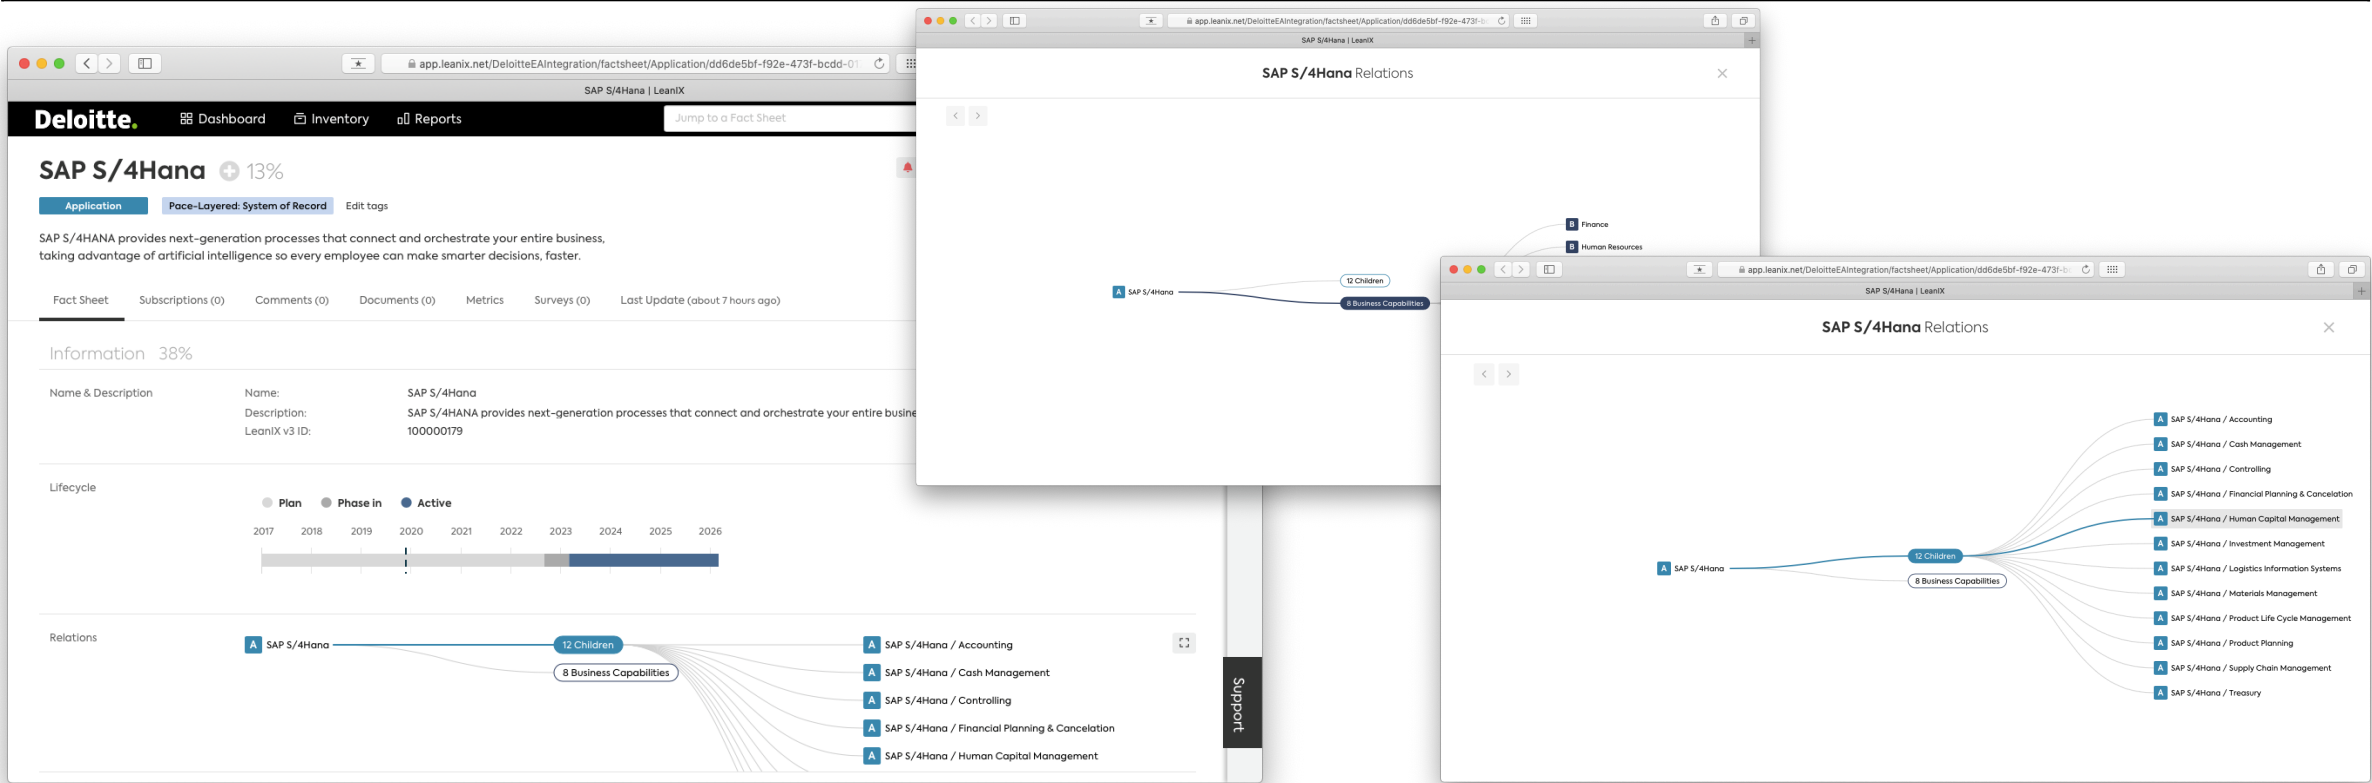 app.leanix.net/DeloitteEAIntegration/factsheet/Application/dd6de5bf-f92e-473f-bcdd-01
SAP S/4Hana | LeanIX
Deloitte.
Dashboard
Inventory
Reports
Jump to a Fact Sheet
SAP S/4Hana 13%
Application
Pace-Layered: System of Record
Edit tags
SAP S/4HANA provides next-generation processes that connect and orchestrate your entire business,
taking advantage of artificial intelligence so every employee can make smarter decisions, faster.
Fact Sheet
Subscriptions (0)
Comments (0)
Documents (0)
Metrics
Surveys (0)
Last Update (about 7 hours ago)
Information 38%
Name & Description
Name:
SAP S/4Hana
Description:
SAP S/4HANA provides next-generation processes that connect and orchestrate your entire busine
LeanIX v3 ID:
100000179
Lifecycle
Plan
Phase in
Active
2017 2018 2019 2020 2021 2022 2023 2024 2025 2026
Relations
A SAP S/4Hana
12 Children
8 Business Capabilities
A SAP S/4Hana / Accounting
A SAP S/4Hana / Cash Management
A SAP S/4Hana / Controlling
A SAP S/4Hana / Financial Planning & Cancelation
A SAP S/4Hana / Human Capital Management
Support
app.leanix.net/DeloitteEAIntegration/factsheet/Application/dd6de5bf-f92e-473f-b
SAP S/4Hana | LeanIX
SAP S/4Hana Relations
A SAP S/4Hana
12 Children
8 Business Capabilities
B Finance
B Human Resources
app.leanix.net/DeloitteEAIntegration/factsheet/Application/dd6de5bf-f92e-473f-b
SAP S/4Hana | LeanIX
SAP S/4Hana Relations
A SAP S/4Hana
12 Children
8 Business Capabilities
A SAP S/4Hana / Accounting
A SAP S/4Hana / Cash Management
A SAP S/4Hana / Controlling
A SAP S/4Hana / Financial Planning & Cancelation
A SAP S/4Hana / Human Capital Management
A SAP S/4Hana / Investment Management
A SAP S/4Hana / Logistics Information Systems
A SAP S/4Hana / Materials Management
A SAP S/4Hana / Product Life Cycle Management
A SAP S/4Hana / Product Planning
A SAP S/4Hana / Supply Chain Management
A SAP S/4Hana / Treasury